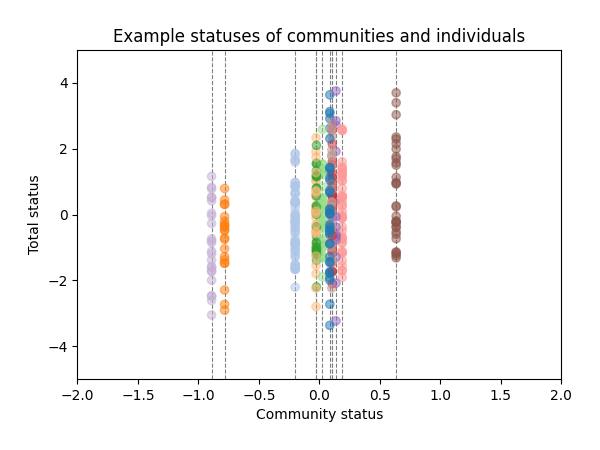 Example statuses of communities and individuals
4
2
0
−2
−4
Total status
−2.0 −1.5 −1.0 −0.5 0.0 0.5 1.0 1.5 2.0
Community status